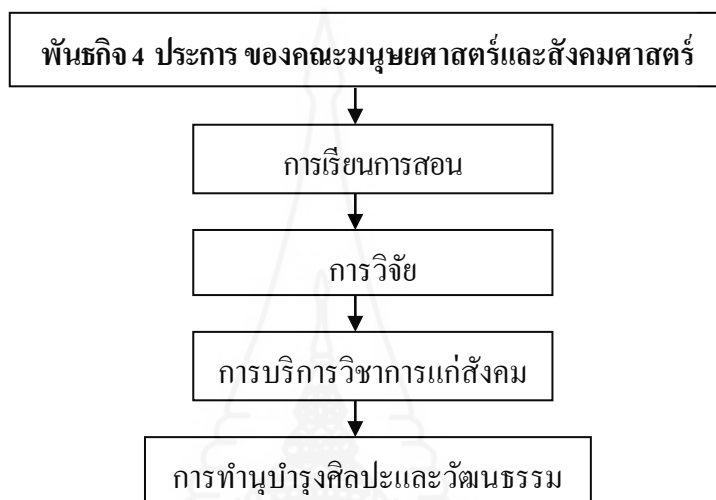 พันธกิจ 4 ประการ ของคณะมนุษยศาสตร์และสังคมศาสตร์
การเรียนการสอน
การวิจัย
การบริการวิชาการแก่สังคม
การทำนุบำรุงศิลปะและวัฒนธรรม